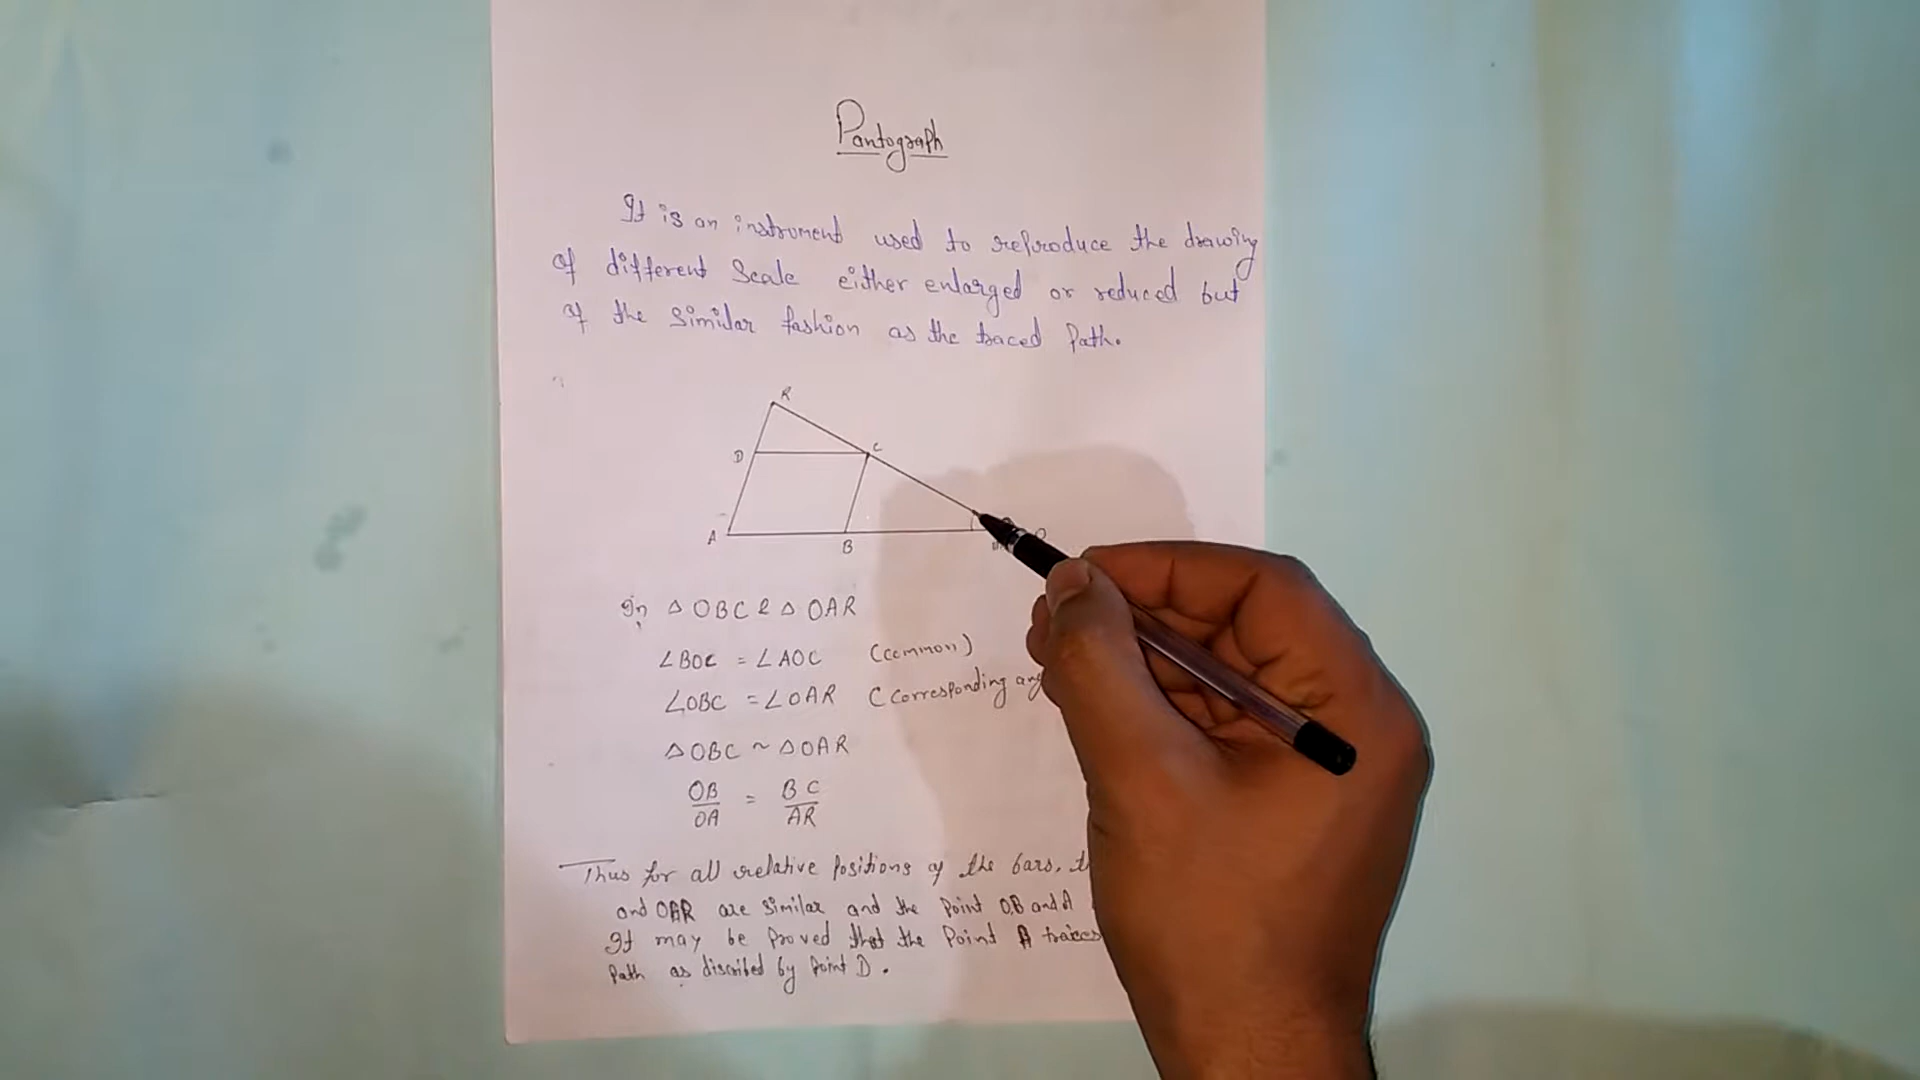 Pantograph
It is an instrument used to reproduce the drawing
of different Scale either enlarged or reduced but
of the Similar fashion as the traced Path.
R
D
C
A
B
O
In △ OBC & △ OAR
∠BOC = ∠AOC (common)
∠OBC = ∠OAR (Corresponding
△OBC ~ △OAR
OB/OA = BC/AR
Thus for all relative Positions of the bars,
and OAR are Similar and the Point O,B and A
It may be Proved that the Point traces
Path as discribed by Point D.